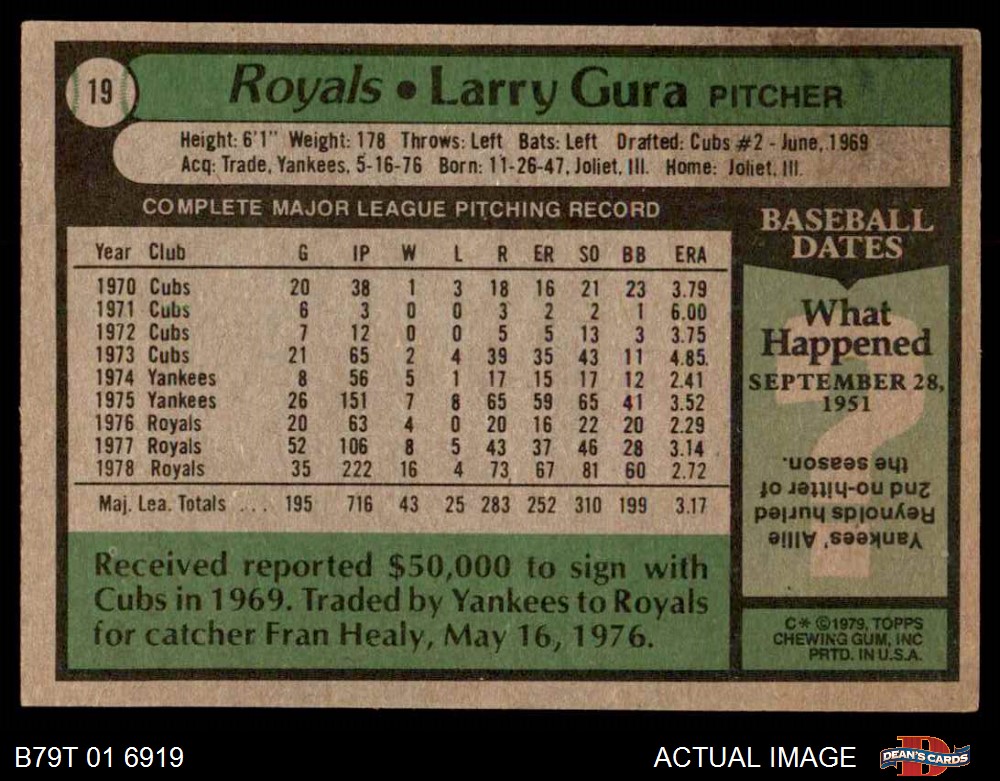 19
Royals • Larry Gura PITCHER
Height: 6'1" Weight: 178 Throws: Left Bats: Left Drafted: Cubs #2 - June, 1969
Acq: Trade, Yankees, 5-16-76 Born: 11-26-47, Joliet, Ill. Home: Joliet, Ill.
COMPLETE MAJOR LEAGUE PITCHING RECORD
Year Club G IP W L R ER SO BB ERA
1970 Cubs 20 38 1 3 18 16 21 23 3.79
1971 Cubs 6 3 0 0 3 2 2 1 6.00
1972 Cubs 7 12 0 0 5 5 13 3 3.75
1973 Cubs 21 65 2 4 39 35 43 11 4.85
1974 Yankees 8 56 5 1 17 15 17 12 2.41
1975 Yankees 26 151 7 8 65 59 65 41 3.52
1976 Royals 20 63 4 0 20 16 22 20 2.29
1977 Royals 52 106 8 5 43 37 46 28 3.14
1978 Royals 35 222 16 4 73 67 81 60 2.72
Maj. Lea. Totals ... 195 716 43 25 283 252 310 199 3.17
Received reported $50,000 to sign with
Cubs in 1969. Traded by Yankees to Royals
for catcher Fran Healy, May 16, 1976.
BASEBALL
DATES
What
Happened
SEPTEMBER 28,
1951
Yankees' Allie
Reynolds hurled
2nd no-hitter of
the season.
C* ©1979, TOPPS
CHEWING GUM, INC
PRTD. IN U.S.A.
B79T 01 6919
ACTUAL IMAGE
DEAN'S CARDS